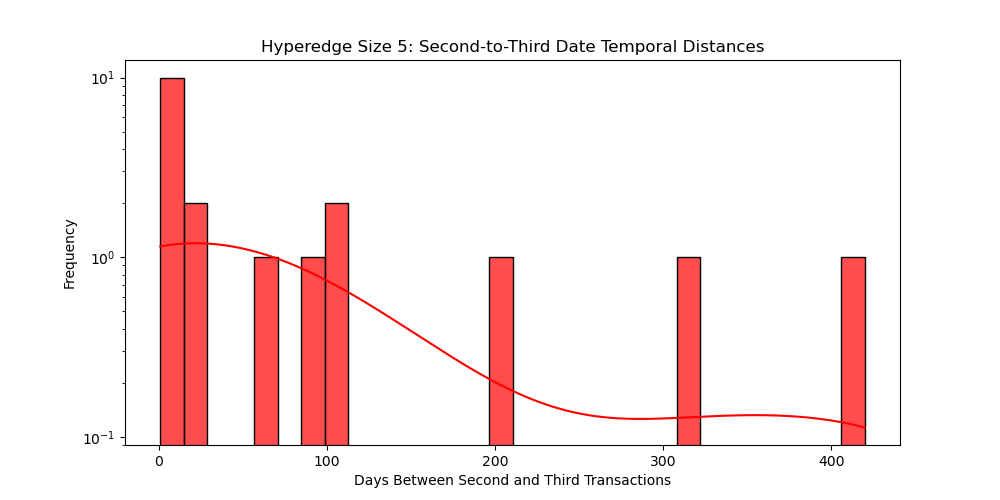 Hyperedge Size 5: Second-to-Third Date Temporal Distances
Frequency
10¹
10⁰
10⁻¹
0 100 200 300 400
Days Between Second and Third Transactions